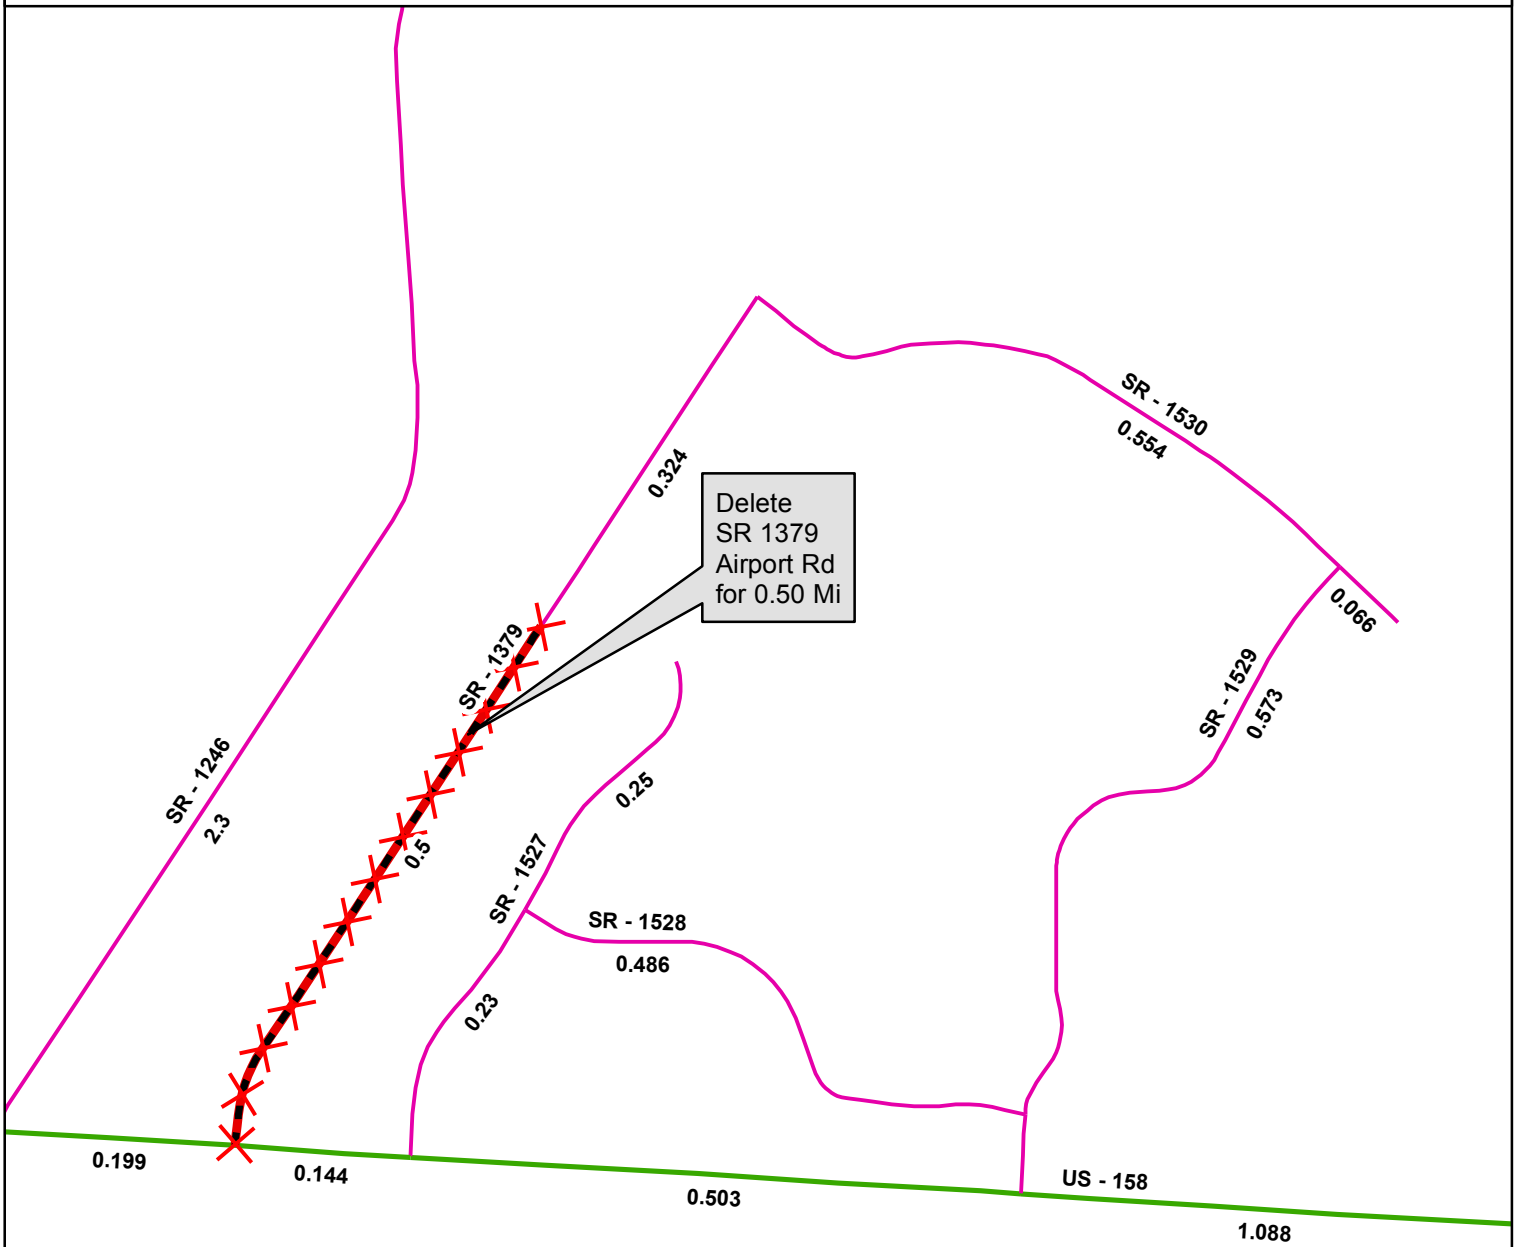 SR - 1530
0.554
0.324
Delete
SR 1379
Airport Rd
for 0.50 Mi
0.066
SR - 1379
SR - 1529
0.573
SR - 1246
2.3
0.25
0.5
SR - 1527
SR - 1528
0.486
0.23
0.199
0.144
0.503
US - 158
1.088